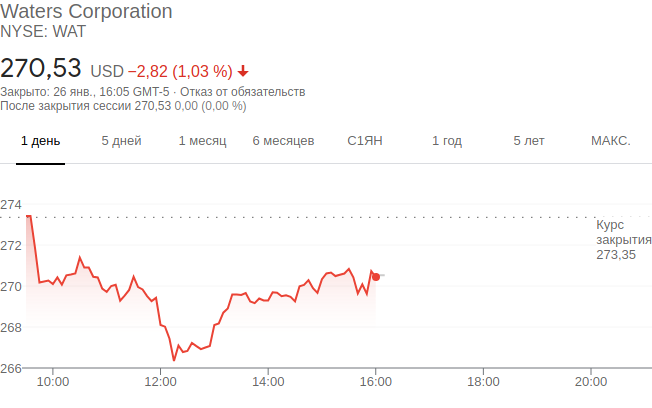 Waters Corporation
NYSE: WAT
270,53 USD −2,82 (1,03 %)
Закрыто: 26 янв., 16:05 GMT-5 · Отказ от обязательств
После закрытия сессии 270,53 0,00 (0,00 %)
1 день 5 дней 1 месяц 6 месяцев С1ЯН 1 год 5 лет МАКС.
274
Курс
закрытия
273,35
272
270
268
266
10:00 12:00 14:00 16:00 18:00 20:00